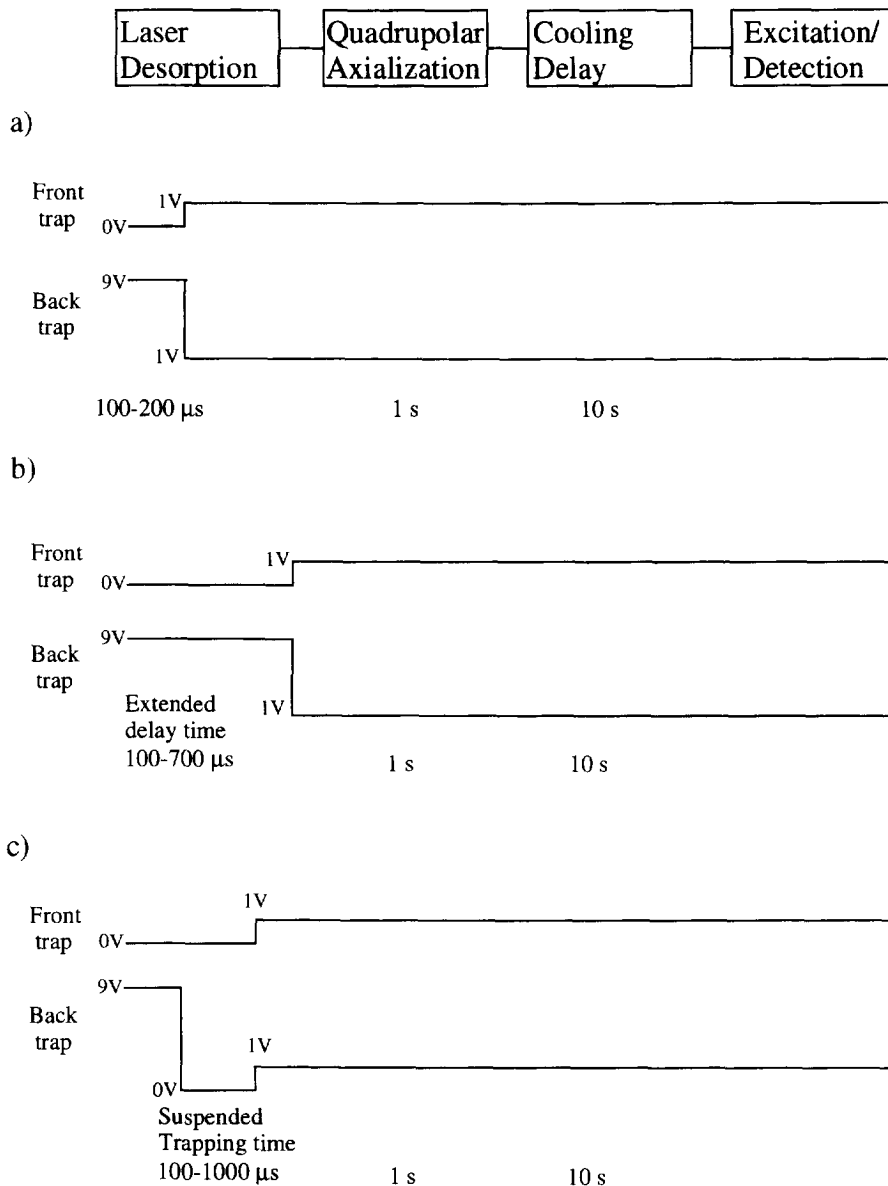 Laser
Desorption
Quadrupolar
Axialization
Cooling
Delay
Excitation/
Detection
a)
Front
trap
1V
0V
Back
trap
9V
1V
100-200 µs
1 s
10 s
b)
Front
trap
1V
0V
Back
trap
9V
1V
Extended
delay time
100-700 µs
1 s
10 s
c)
Front
trap
1V
0V
Back
trap
9V
1V
0V
Suspended
Trapping time
100-1000 µs
1 s
10 s